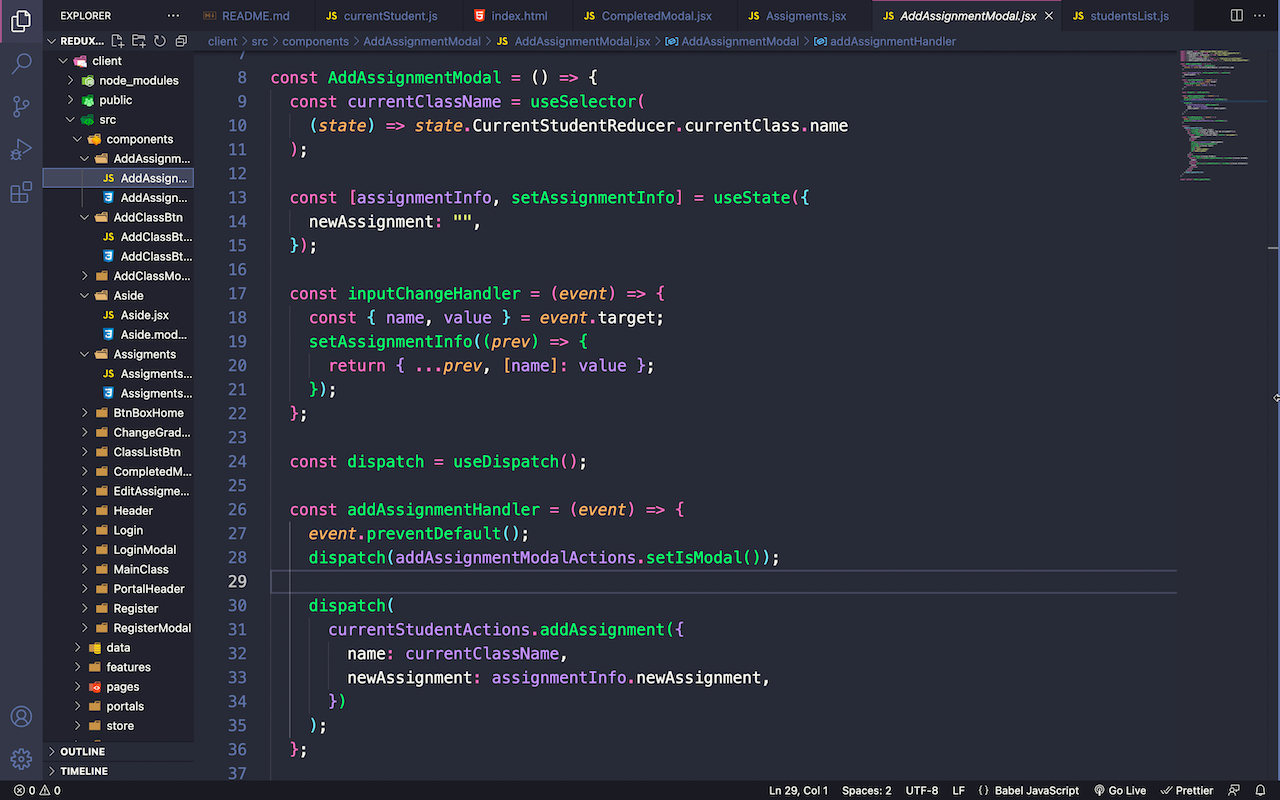 EXPLORER
README.md
currentStudent.js
index.html
CompletedModal.jsx
Assigments.jsx
AddAssignmentModal.jsx
studentsList.js
REDUX...
client > src > components > AddAssignmentModal > JS AddAssignmentModal.jsx > AddAssignmentModal > addAssignmentHandler
client
node_modules
public
src
components
AddAssignm...
JS AddAssign...
AddAssign...
AddClassBtn
JS AddClassBt...
AddClassBt...
AddClassMo...
Aside
JS Aside.jsx
Aside.mod...
Assigments
JS Assigments...
Assigments...
BtnBoxHome
ChangeGrad...
ClassListBtn
CompletedM...
EditAssigme...
Header
Login
LoginModal
MainClass
PortalHeader
Register
RegisterModal
data
features
pages
portals
store
OUTLINE
TIMELINE
7
8 const AddAssignmentModal = () => {
9 const currentClassName = useSelector(
10 (state) => state.CurrentStudentReducer.currentClass.name
11 );
12
13 const [assignmentInfo, setAssignmentInfo] = useState({
14 newAssignment: "",
15 });
16
17 const inputChangeHandler = (event) => {
18 const { name, value } = event.target;
19 setAssignmentInfo((prev) => {
20 return { ...prev, [name]: value };
21 });
22 };
23
24 const dispatch = useDispatch();
25
26 const addAssignmentHandler = (event) => {
27 event.preventDefault();
28 dispatch(addAssignmentModalActions.setIsModal());
29
30 dispatch(
31 currentStudentActions.addAssignment({
32 name: currentClassName,
33 newAssignment: assignmentInfo.newAssignment,
34 })
35 );
36 };
37
0 0 Ln 29, Col 1 Spaces: 2 UTF-8 LF {} Babel JavaScript Go Live Prettier